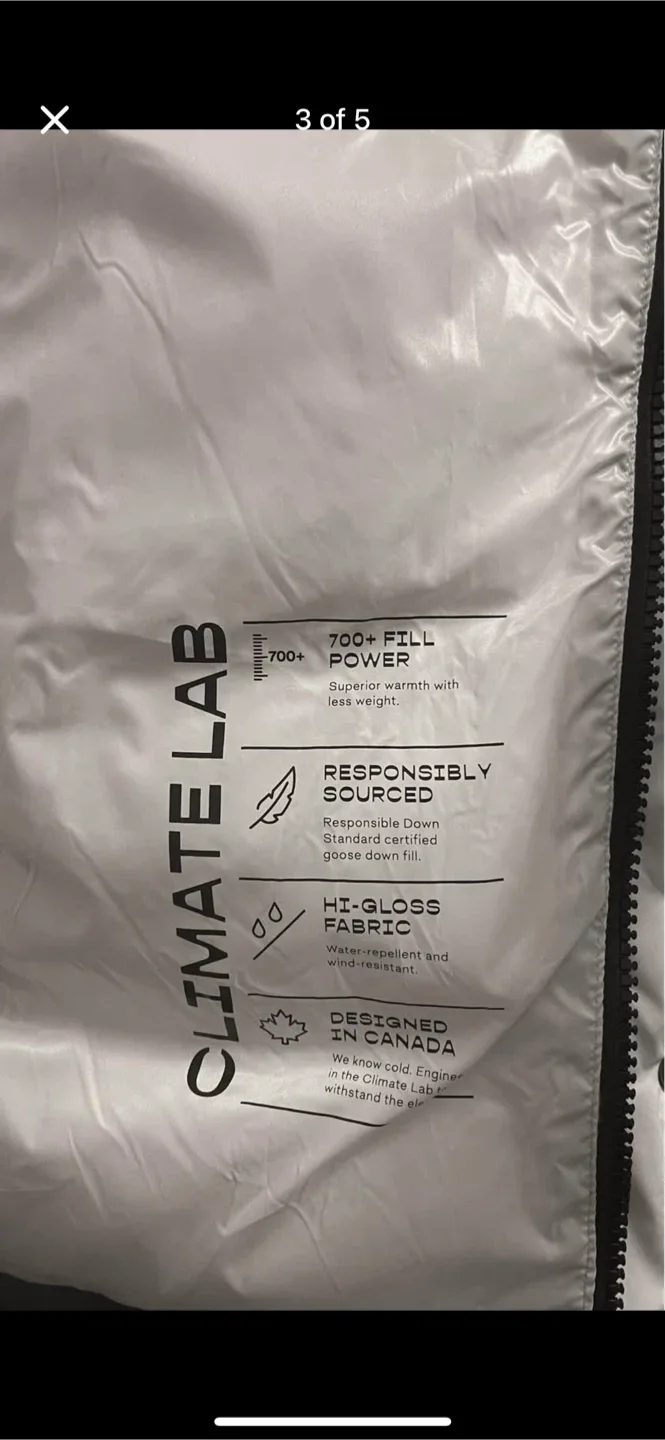 3 of 5
CLIMATE LAB
700+
700+ FILL
POWER
Superior warmth with
less weight.
RESPONSIBLY
SOURCED
Responsible Down
Standard certified
goose down fill.
HI-GLOSS
FABRIC
Water-repellent and
wind-resistant.
DESIGNED
IN CANADA
We know cold.
in the Climate Lab
withstand the